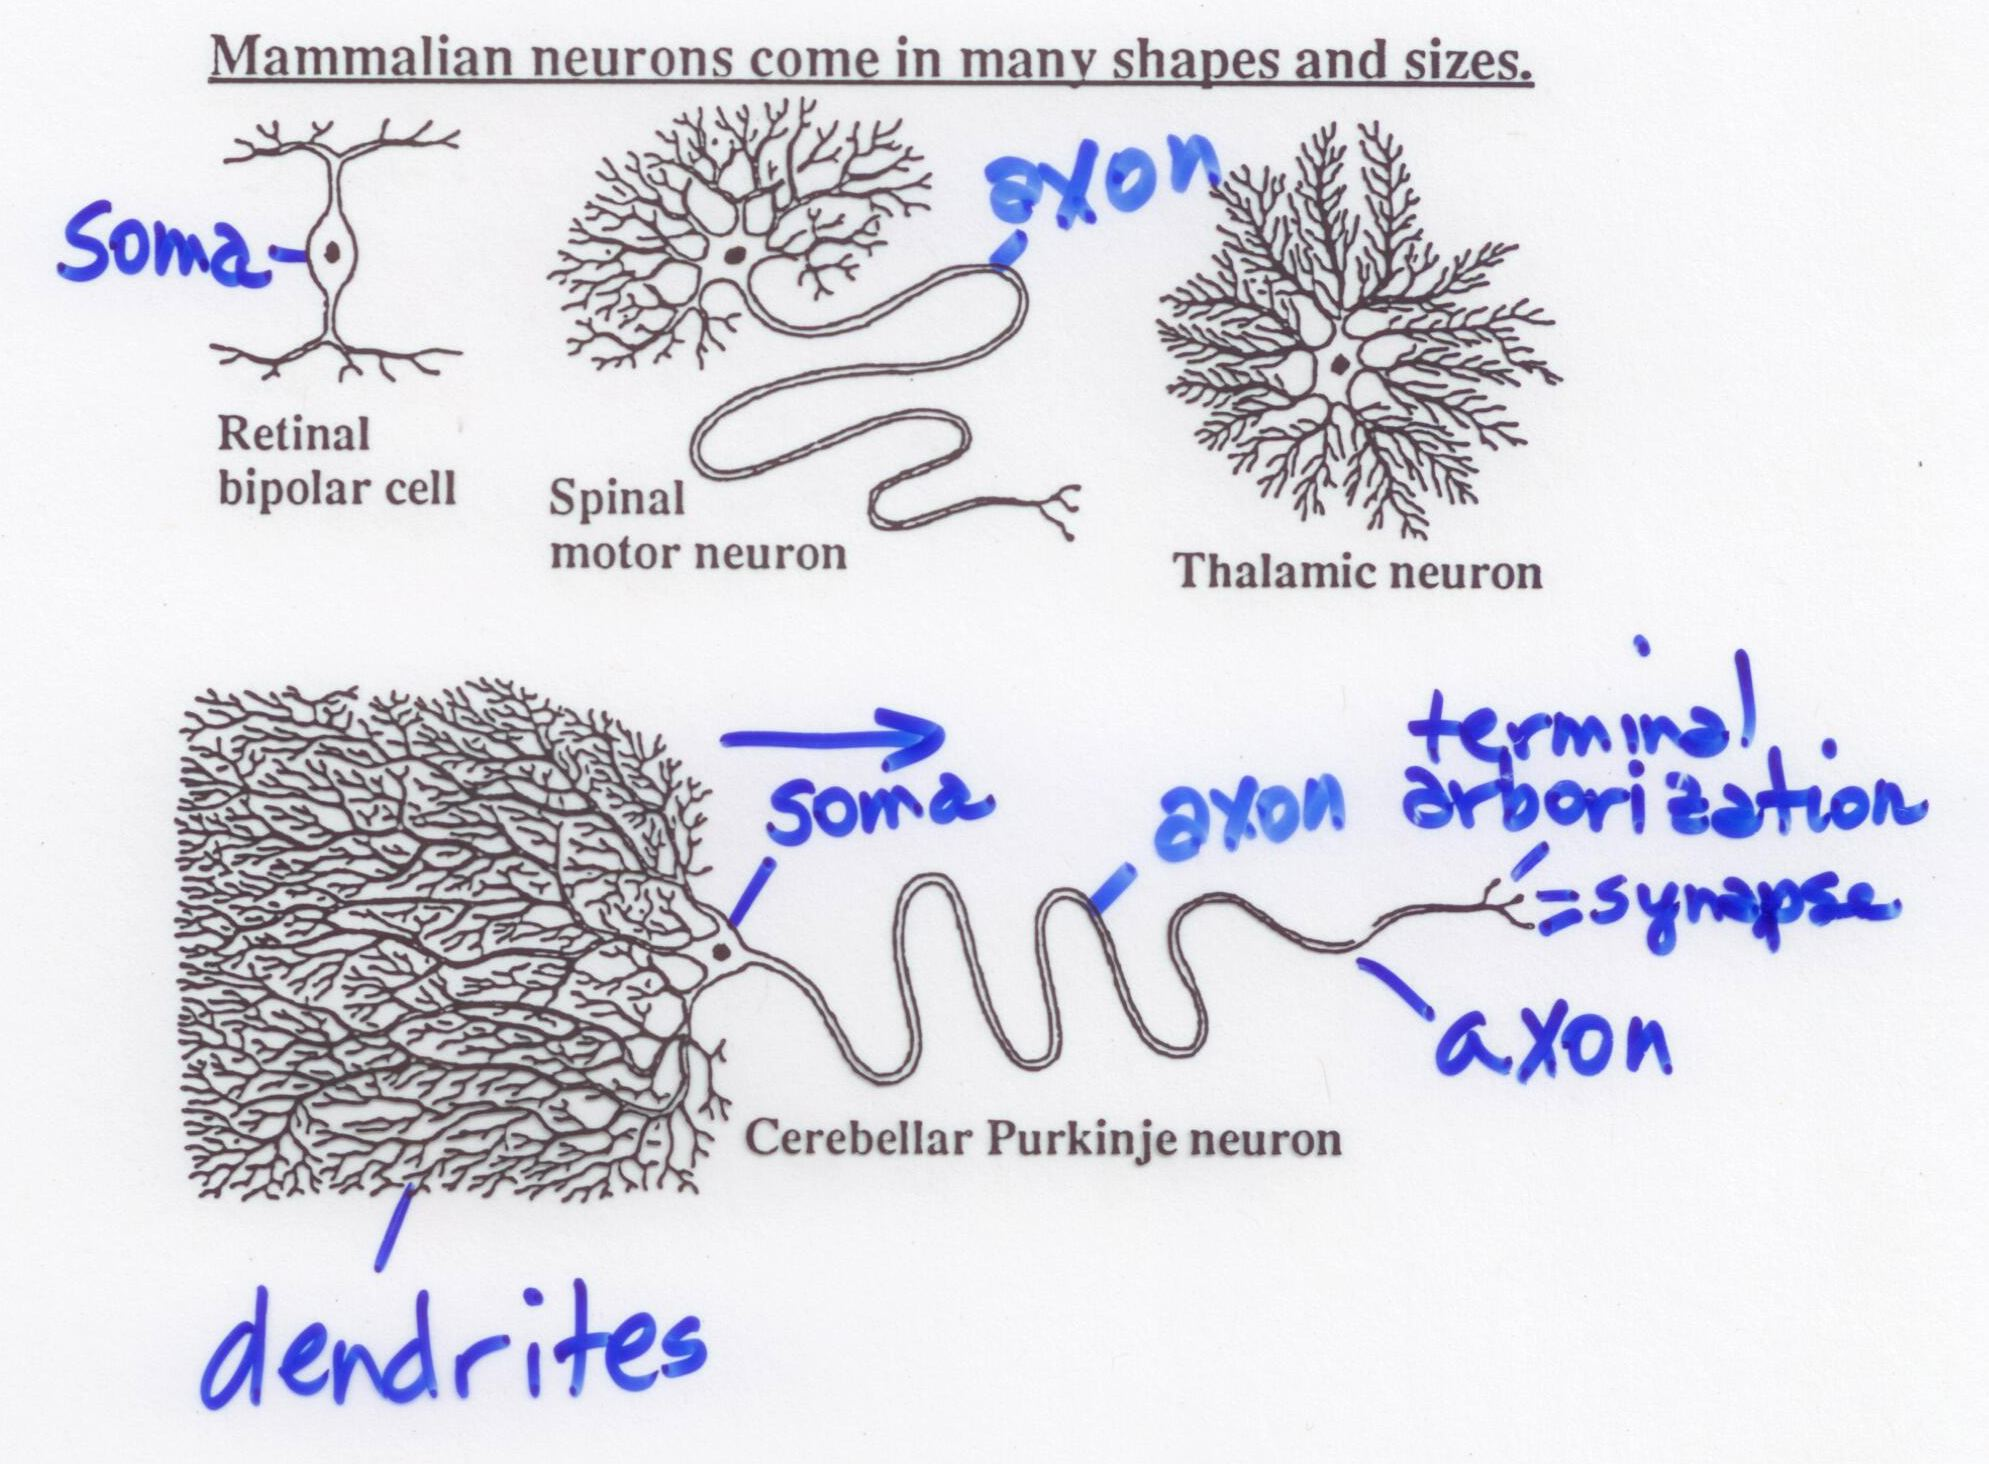 Mammalian neurons come in many shapes and sizes.
axon
soma
Retinal
bipolar cell
Spinal
motor neuron
Thalamic neuron
terminal
arborization
soma
axon
=synapse
axon
Cerebellar Purkinje neuron
dendrites